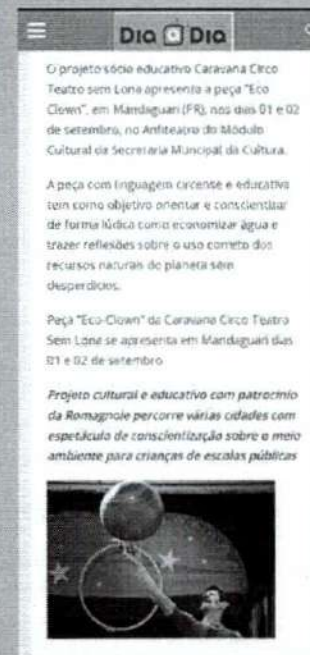 Dia a Dia
O projeto sócio educativo Caravana Circo
Teatro sem Lona apresenta a peça "Eco
Clown", em Mandaguari (PR), nos dias 01 e 02
de setembro, no Anfiteatro do Módulo
Cultural da Secretaria Municipal da Cultura.
A peça com linguagem circense e educativa
tem como objetivo orientar e conscientizar
de forma lúdica como economizar água e
trazer reflexões sobre o uso correto dos
recursos naturais do planeta sem
desperdícios.
Peça "Eco-Clown" da Caravana Circo Teatro
Sem Lona se apresenta em Mandaguari dias
01 e 02 de setembro
Projeto cultural e educativo com patrocínio
da Romagnole percorre várias cidades com
espetáculo de conscientização sobre o meio
ambiente para crianças de escolas públicas